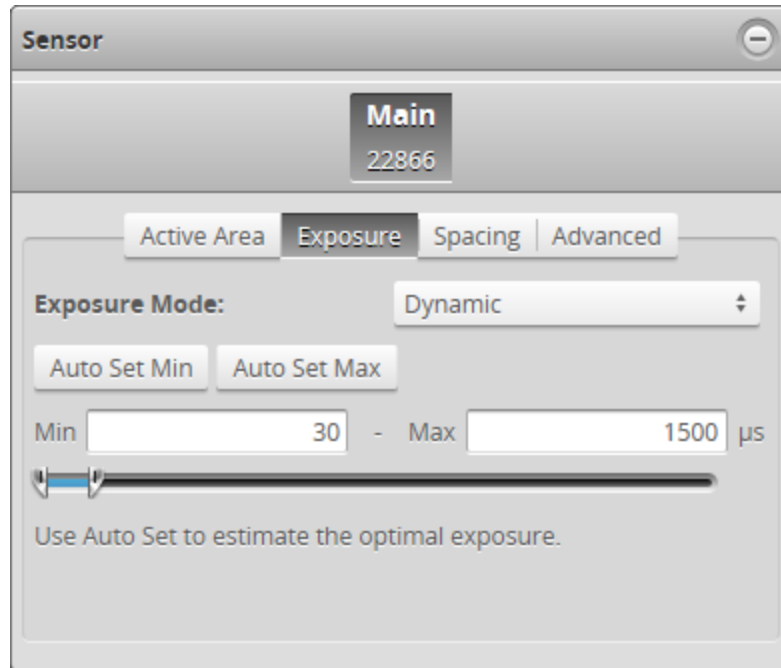 Sensor
Main
22866
Active Area Exposure Spacing Advanced
Exposure Mode: Dynamic
Auto Set Min Auto Set Max
Min 30 - Max 1500 µs
Use Auto Set to estimate the optimal exposure.